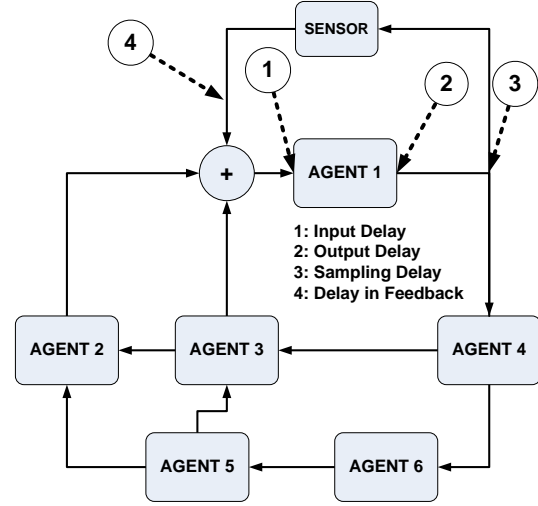 SENSOR
4
1
2
3
+
AGENT 1
1: Input Delay
2: Output Delay
3: Sampling Delay
4: Delay in Feedback
AGENT 2
AGENT 3
AGENT 4
AGENT 5
AGENT 6